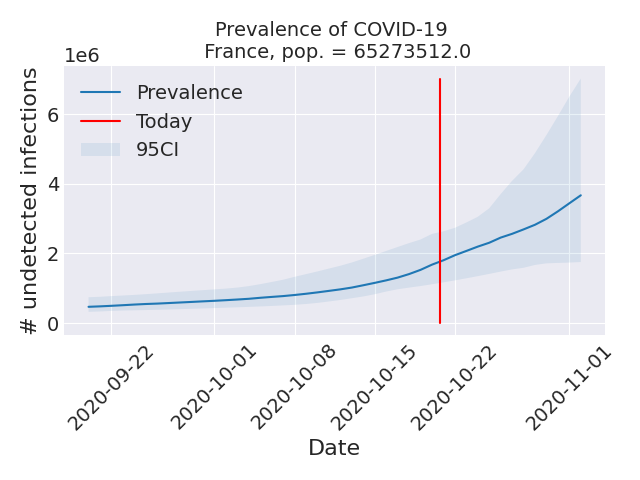 Prevalence of COVID-19
France, pop. = 65273512.0
1e6
# undetected infections
6
4
2
0
Prevalence
Today
95CI
2020-09-22
2020-10-01
2020-10-08
2020-10-15
2020-10-22
2020-11-01
Date